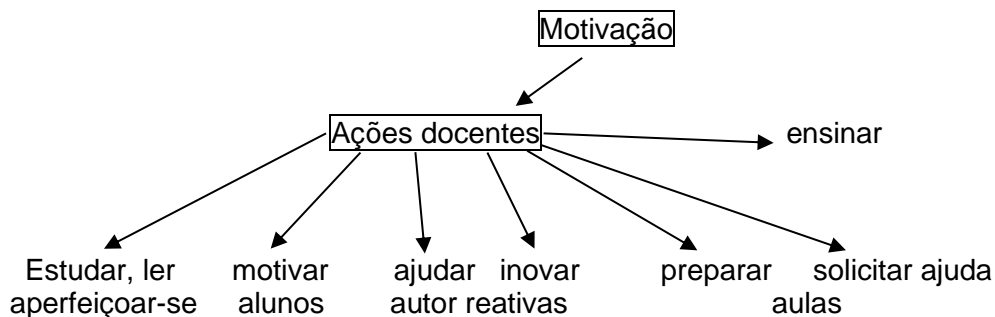 Motivação
Ações docentes
ensinar
Estudar, ler motivar ajudar inovar preparar solicitar ajuda
aperfeiçoar-se alunos autor reativas aulas